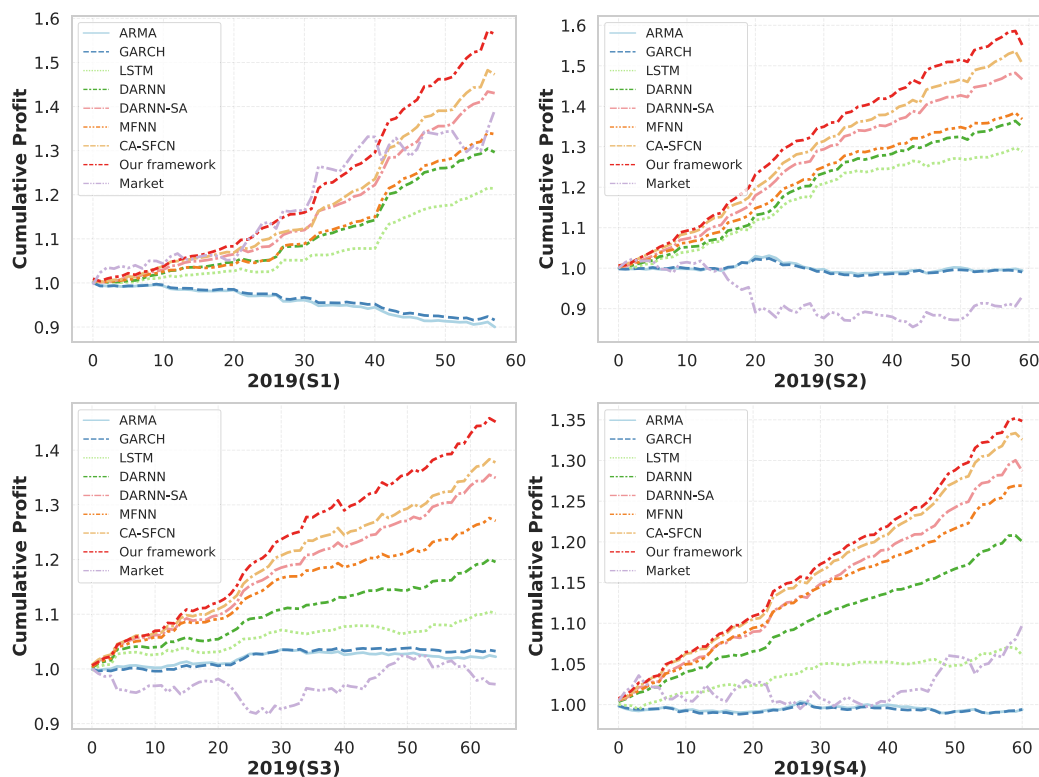 1.6
1.5
1.4
1.3
1.2
1.1
1.0
0.9
Cumulative Profit
ARMA
GARCH
LSTM
DARNN
DARNN-SA
MFNN
CA-SFCN
Our framework
Market
0 10 20 30 40 50 60
2019(S1)
1.6
1.5
1.4
1.3
1.2
1.1
1.0
0.9
Cumulative Profit
ARMA
GARCH
LSTM
DARNN
DARNN-SA
MFNN
CA-SFCN
Our framework
Market
0 10 20 30 40 50 60
2019(S2)
1.4
1.3
1.2
1.1
1.0
0.9
Cumulative Profit
ARMA
GARCH
LSTM
DARNN
DARNN-SA
MFNN
CA-SFCN
Our framework
Market
0 10 20 30 40 50 60
2019(S3)
1.35
1.30
1.25
1.20
1.15
1.10
1.05
1.00
Cumulative Profit
ARMA
GARCH
LSTM
DARNN
DARNN-SA
MFNN
CA-SFCN
Our framework
Market
0 10 20 30 40 50 60
2019(S4)